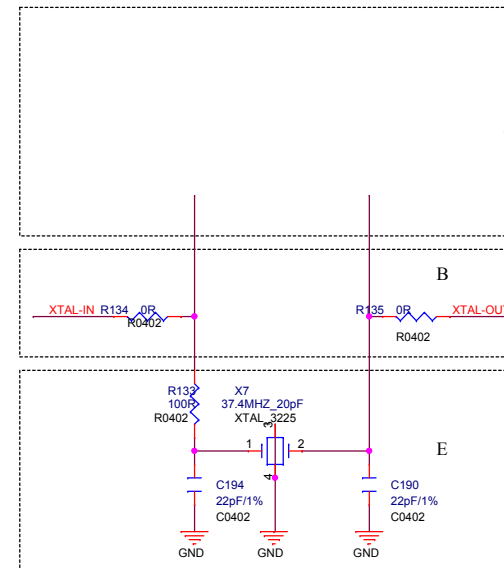 B
XTAL-IN R134 0R
R0402
R135 0R XTAL-OUT
R0402
R133
100R
R0402
X7
37.4MHZ_20pF
XTAL_3225
3
1
2
4
E
C194
22pF/1%
C0402
C190
22pF/1%
C0402
GND
GND
GND